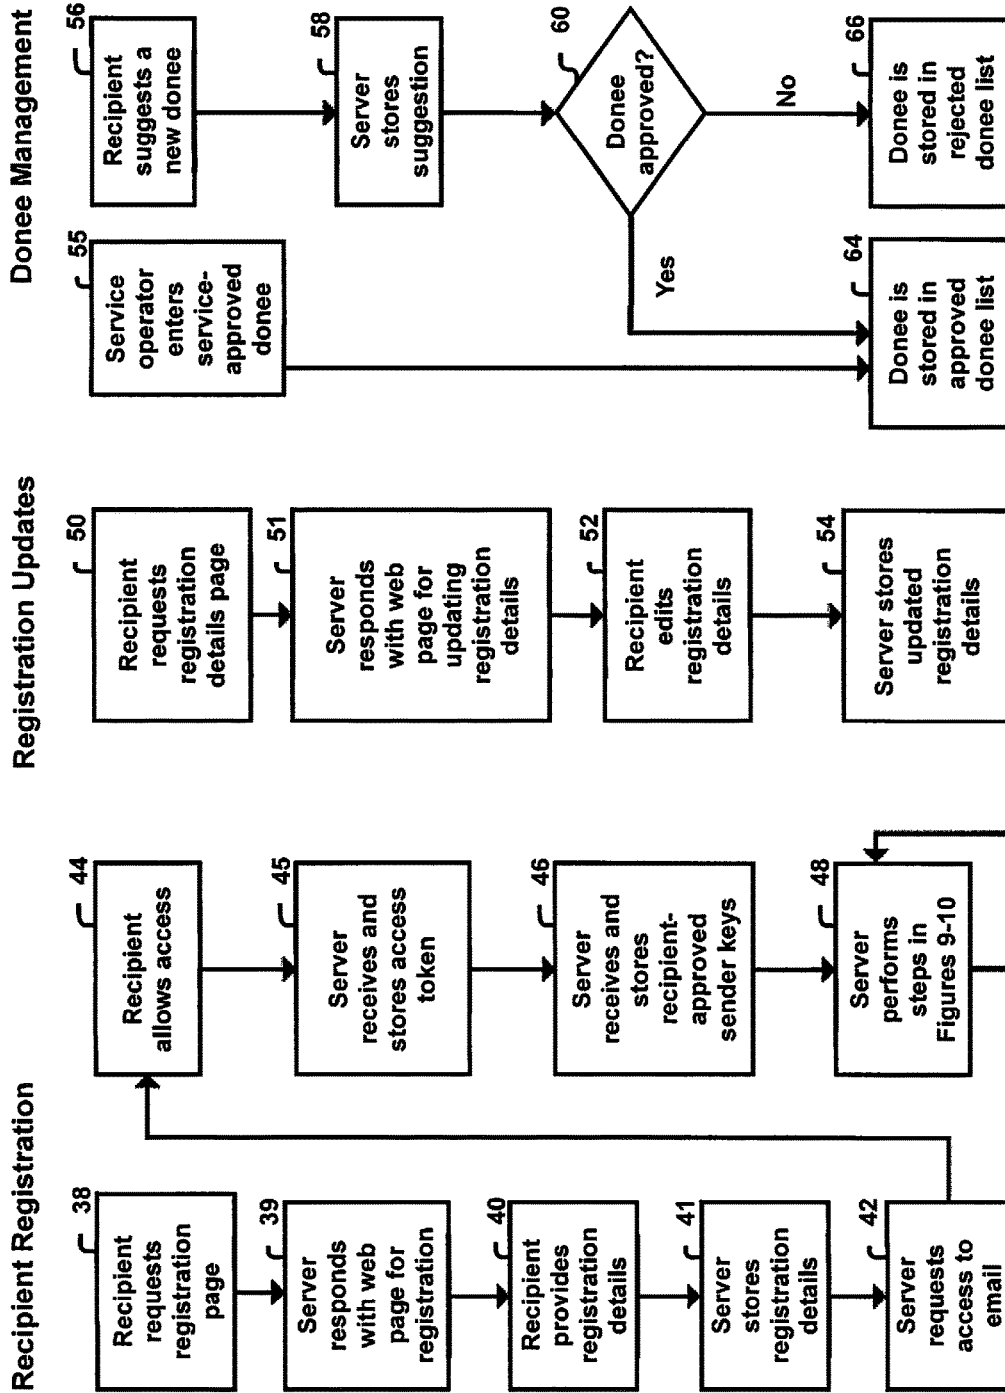 Recipient Registration
38
Recipient
requests
registration
page
39
Server
responds
with web
page for
registration
40
Recipient
provides
registration
details
41
Server
stores
registration
details
42
Server
requests
access to
email
44
Recipient
allows access
45
Server
receives and
stores access
token
46
Server
receives and
stores
recipient-
approved
sender keys
48
Server
performs
steps in
Figures 9-10
Registration Updates
50
Recipient
requests
registration
details page
51
Server
responds
with web
page for
updating
registration
details
52
Recipient
edits
registration
details
54
Server stores
updated
registration
details
Donee Management
55
Service
operator
enters
service-
approved
donee
56
Recipient
suggests a
new donee
58
Server
stores
suggestion
60
Donee
approved?
Yes
No
64
Donee is
stored in
approved
donee list
66
Donee is
stored in
rejected
donee list